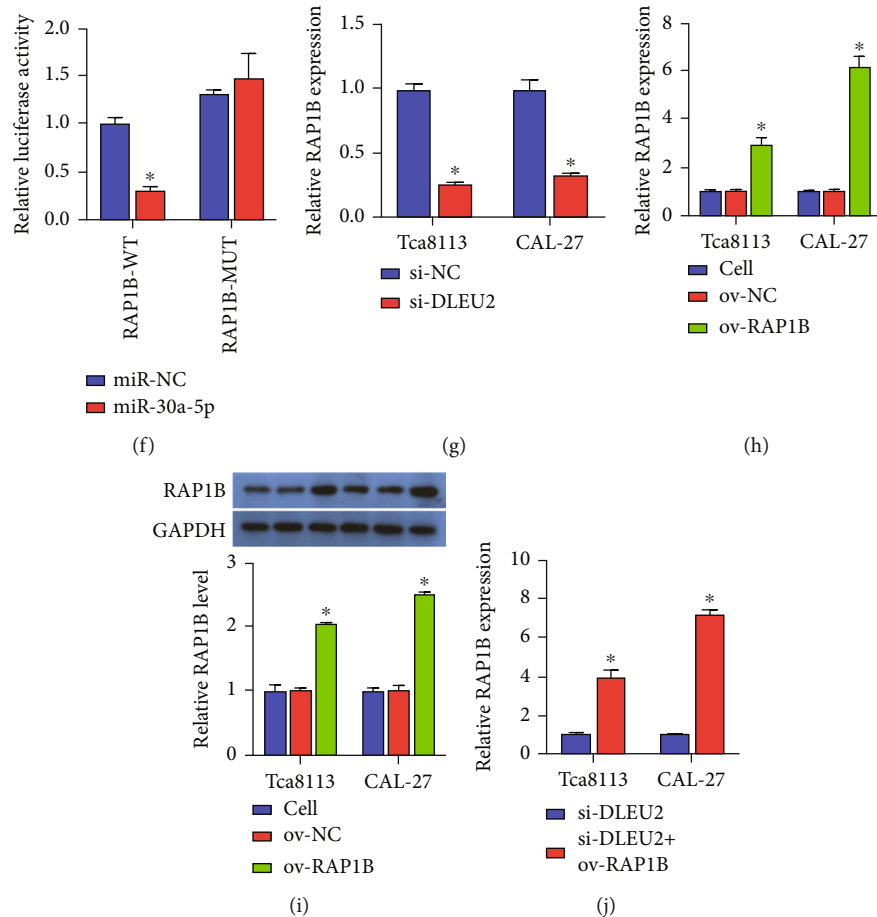 Relative luciferase activity
2.0
1.5
1.0
0.5
0.0
*
RAP1B-WT
RAP1B-MUT
miR-NC
miR-30a-5p
(f)
Relative RAP1B expression
1.5
1.0
0.5
0.0
*
*
Tca8113
CAL-27
si-NC
si-DLEU2
(g)
Relative RAP1B expression
8
6
4
2
0
*
*
Tca8113
CAL-27
Cell
ov-NC
ov-RAP1B
(h)
RAP1B
GAPDH
Relative RAP1B level
3
2
1
0
*
*
Tca8113
CAL-27
Cell
ov-NC
ov-RAP1B
(i)
Relative RAP1B expression
10
8
6
4
2
0
*
*
Tca8113
CAL-27
si-DLEU2
si-DLEU2+
ov-RAP1B
(j)